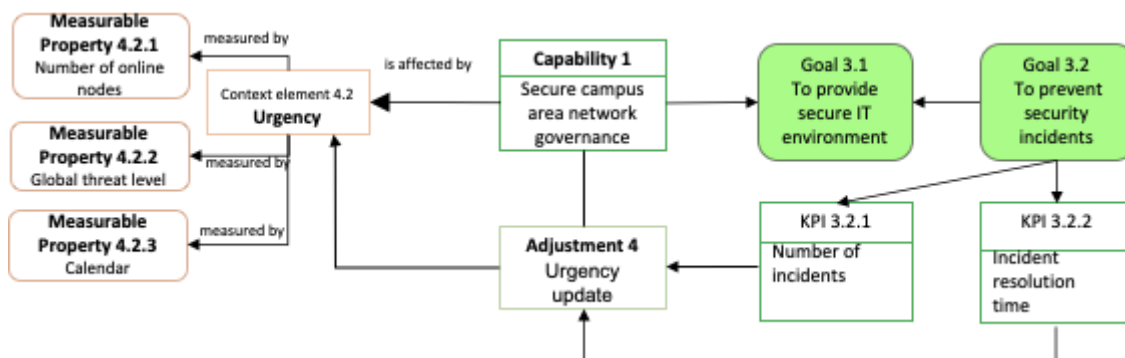 Measurable
Property 4.2.1
Number of online
nodes
measured by
Context element 4.2
Urgency
Measurable
Property 4.2.2
Global threat level
measured by
Measurable
Property 4.2.3
Calendar
measured by
is affected by
Capability 1
Secure campus
area network
governance
Adjustment 4
Urgency
update
Goal 3.1
To provide
secure IT
environment
Goal 3.2
To prevent
security
incidents
KPI 3.2.1
Number of
incidents
KPI 3.2.2
Incident
resolution
time